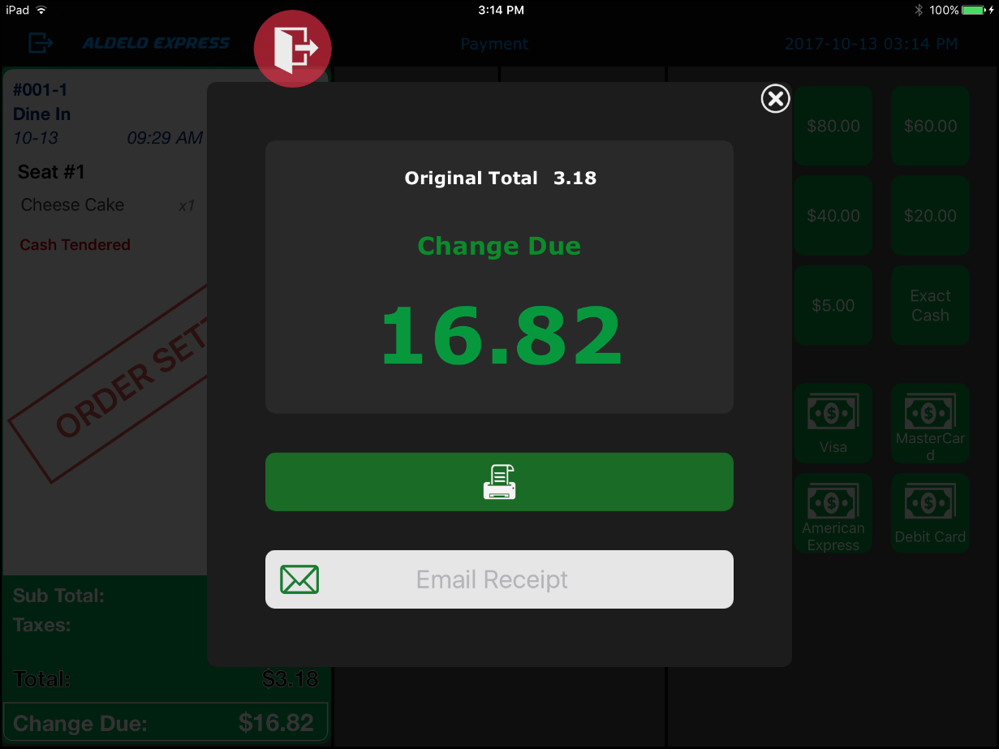 iPad
3:14 PM
100%
ALDELO EXPRESS
Payment
2017-10-13 03:14 PM
#001-1
Dine In
10-13 09:29 AM
Seat #1
Cheese Cake x1
Cash Tendered
ORDER SET
Sub Total:
Taxes:
Total: $3.18
Change Due: $16.82
Original Total 3.18
Change Due
16.82
Email Receipt
$80.00 $60.00
$40.00 $20.00
$5.00
Exact
Cash
Visa
MasterCar
d
American
Express
Debit Card